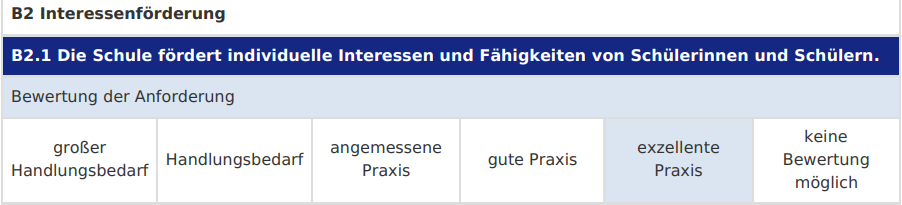 B2 Interessenförderung
B2.1 Die Schule fördert individuelle Interessen und Fähigkeiten von Schülerinnen und Schülern.
Bewertung der Anforderung
großer
Handlungsbedarf
Handlungsbedarf
angemessene
Praxis
gute Praxis
exzellente
Praxis
keine
Bewertung
möglich